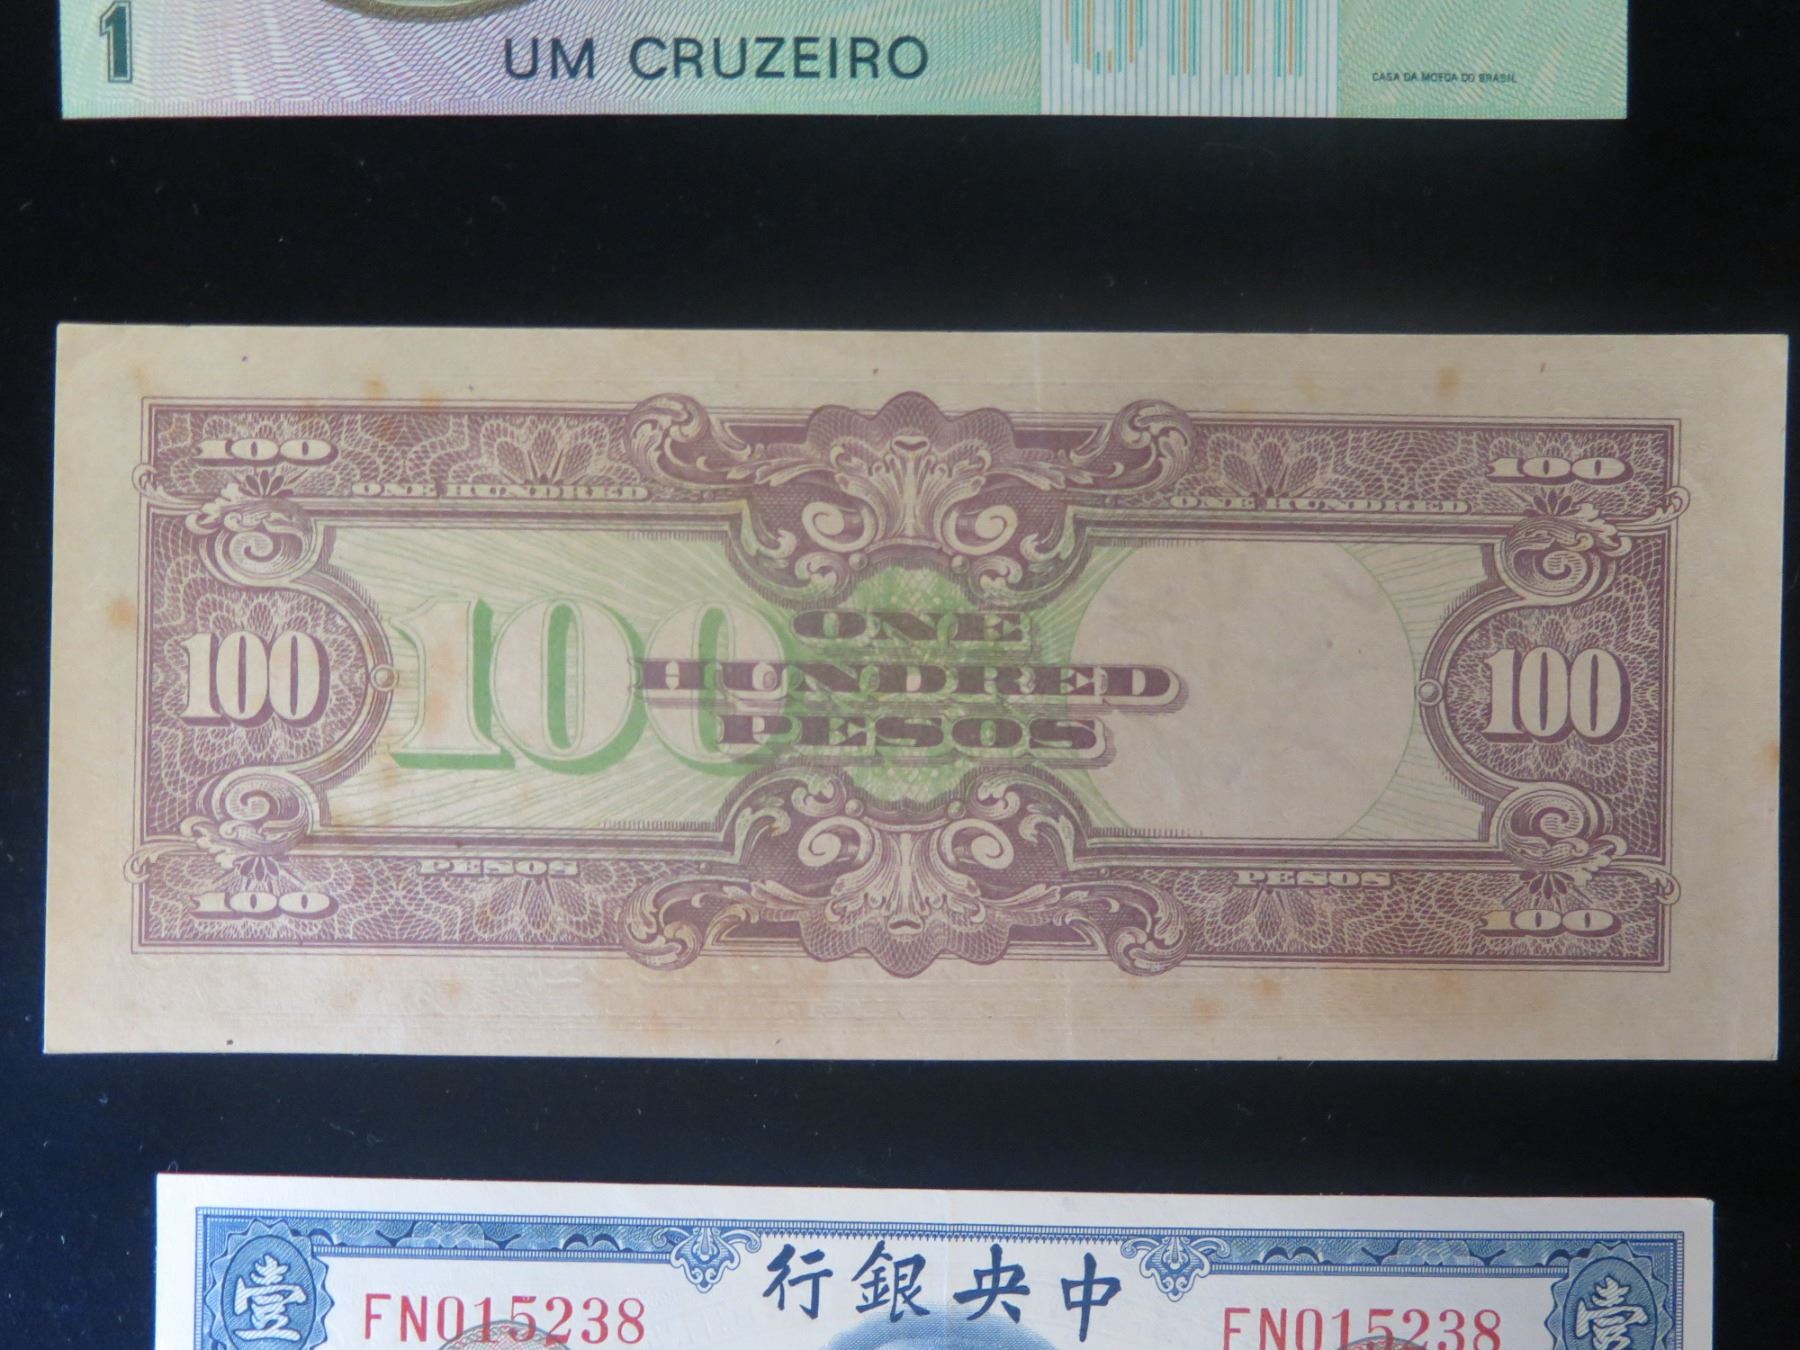 1
UM CRUZEIRO
CASA DA MOEDA DO BRASIL
100
100
ONE HUNDRED
ONE HUNDRED
100
100
100
ONE
HUNDRED
PESOS
PESOS
PESOS
100
100
行銀央中
壹
壹
FN015238
FN015238